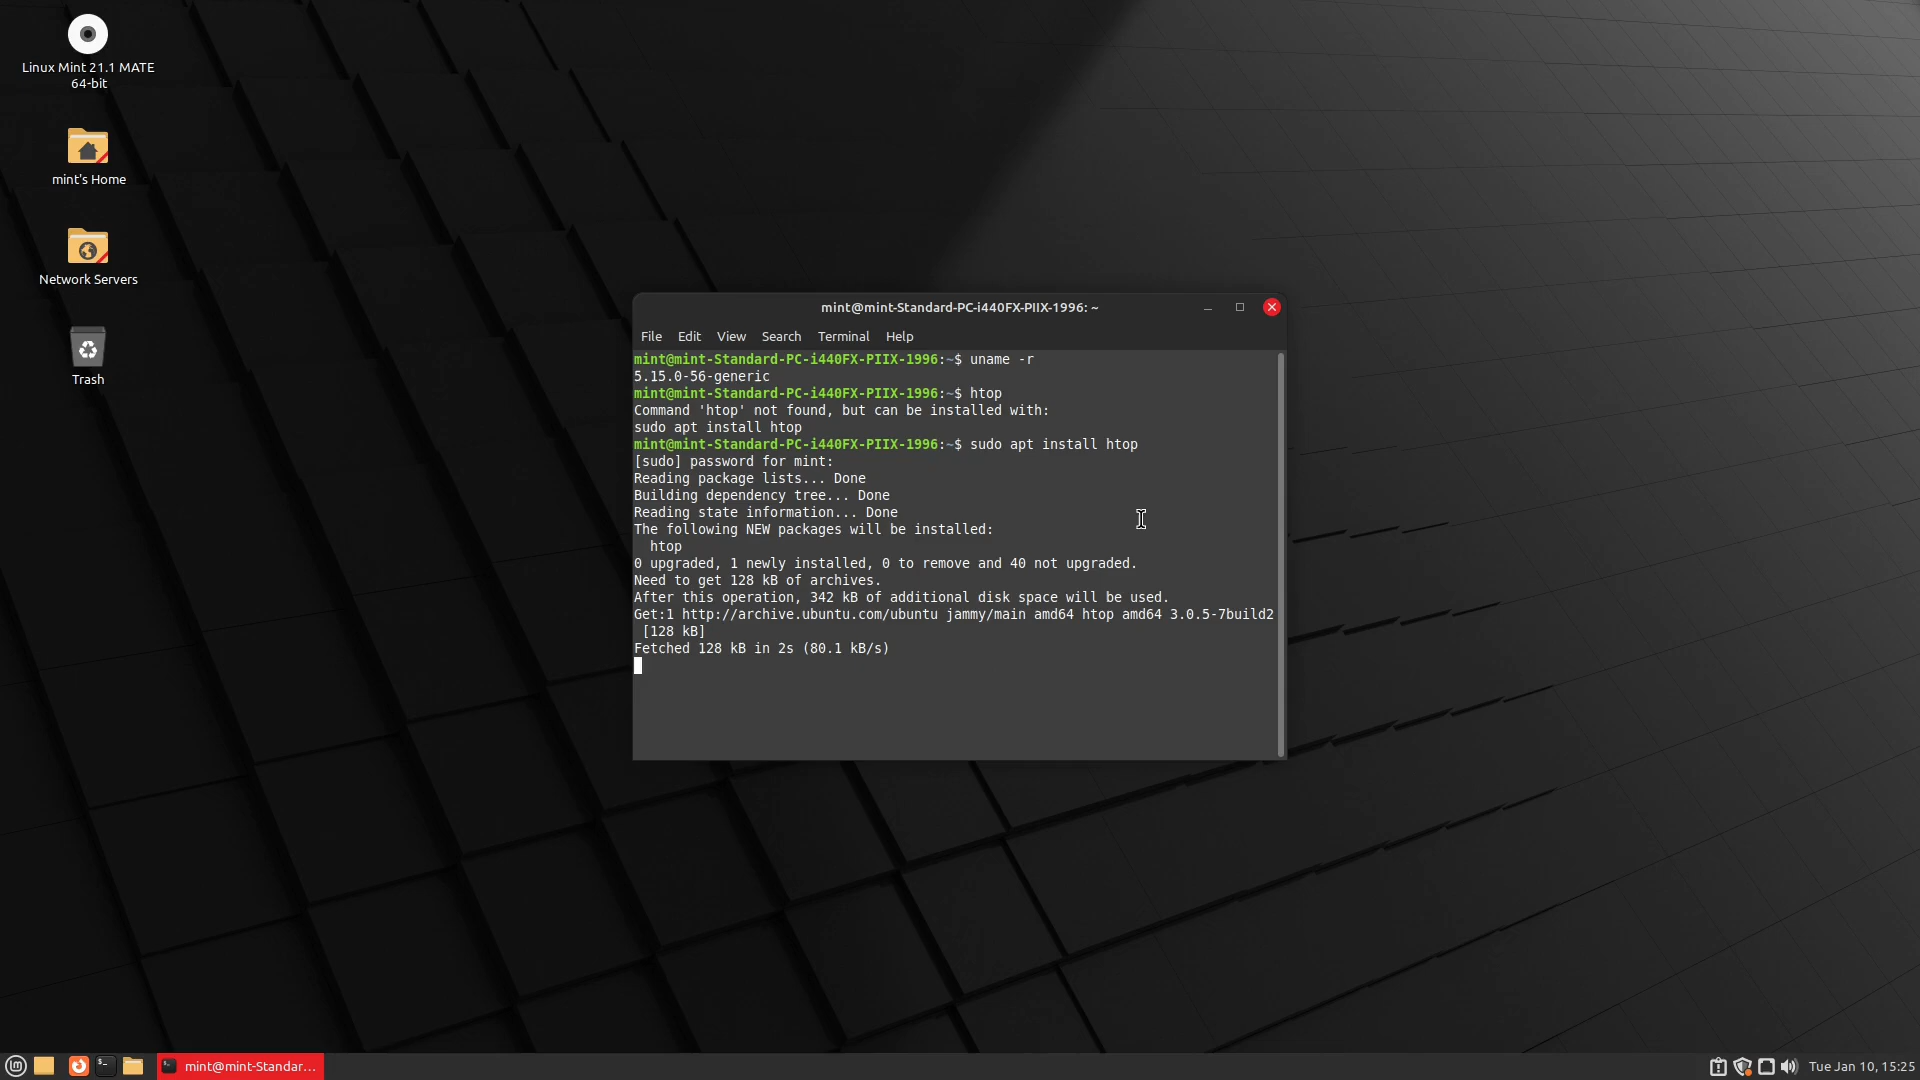 Linux Mint 21.1 MATE
64-bit
mint's Home
Network Servers
Trash
mint@mint-Standard-PC-i440FX-PIIX-1996: ~
File Edit View Search Terminal Help
mint@mint-Standard-PC-i440FX-PIIX-1996:~$ uname -r
5.15.0-56-generic
mint@mint-Standard-PC-i440FX-PIIX-1996:~$ htop
Command 'htop' not found, but can be installed with:
sudo apt install htop
mint@mint-Standard-PC-i440FX-PIIX-1996:~$ sudo apt install htop
[sudo] password for mint:
Reading package lists... Done
Building dependency tree... Done
Reading state information... Done
The following NEW packages will be installed:
  htop
0 upgraded, 1 newly installed, 0 to remove and 40 not upgraded.
Need to get 128 kB of archives.
After this operation, 342 kB of additional disk space will be used.
Get:1 http://archive.ubuntu.com/ubuntu jammy/main amd64 htop amd64 3.0.5-7build2
 [128 kB]
Fetched 128 kB in 2s (80.1 kB/s)
mint@mint-Standar...
Tue Jan 10, 15:25